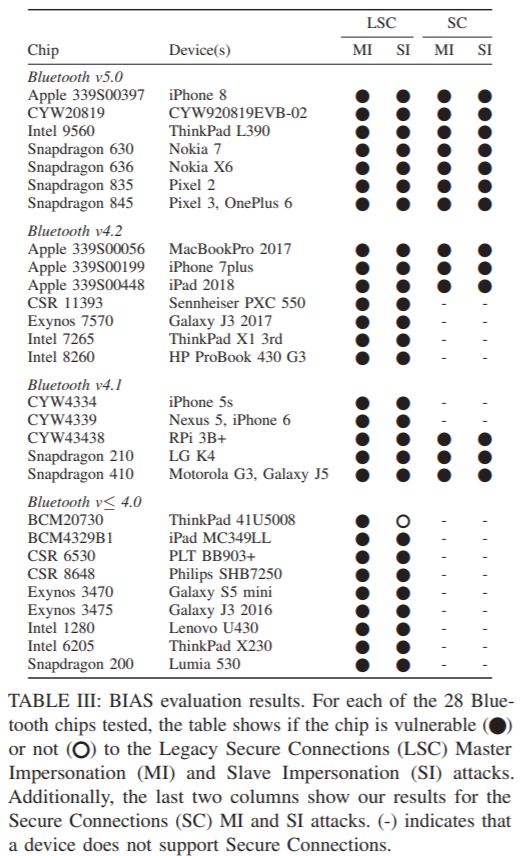 LSC SC
Chip Device(s) MI SI MI SI
Bluetooth v5.0
Apple 339S00397 iPhone 8 ● ● ● ●
CYW20819 CYW920819EVB-02 ● ● ● ●
Intel 9560 ThinkPad L390 ● ● ● ●
Snapdragon 630 Nokia 7 ● ● ● ●
Snapdragon 636 Nokia X6 ● ● ● ●
Snapdragon 835 Pixel 2 ● ● ● ●
Snapdragon 845 Pixel 3, OnePlus 6 ● ● ● ●
Bluetooth v4.2
Apple 339S00056 MacBookPro 2017 ● ● ● ●
Apple 339S00199 iPhone 7plus ● ● ● ●
Apple 339S00448 iPad 2018 ● ● ● ●
CSR 11393 Sennheiser PXC 550 ● ● - -
Exynos 7570 Galaxy J3 2017 ● ● - -
Intel 7265 ThinkPad X1 3rd ● ● - -
Intel 8260 HP ProBook 430 G3 ● ● - -
Bluetooth v4.1
CYW4334 iPhone 5s ● ● - -
CYW4339 Nexus 5, iPhone 6 ● ● - -
CYW43438 RPi 3B+ ● ● ● ●
Snapdragon 210 LG K4 ● ● ● ●
Snapdragon 410 Motorola G3, Galaxy J5 ● ● ● ●
Bluetooth v≤ 4.0
BCM20730 ThinkPad 41U5008 ● ○ - -
BCM4329B1 iPad MC349LL ● ● - -
CSR 6530 PLT BB903+ ● ● - -
CSR 8648 Philips SHB7250 ● ● - -
Exynos 3470 Galaxy S5 mini ● ● - -
Exynos 3475 Galaxy J3 2016 ● ● - -
Intel 1280 Lenovo U430 ● ● - -
Intel 6205 ThinkPad X230 ● ● - -
Snapdragon 200 Lumia 530 ● ● - -
TABLE III: BIAS evaluation results. For each of the 28 Blue-
tooth chips tested, the table shows if the chip is vulnerable (●)
or not (○) to the Legacy Secure Connections (LSC) Master
Impersonation (MI) and Slave Impersonation (SI) attacks.
Additionally, the last two columns show our results for the
Secure Connections (SC) MI and SI attacks. (-) indicates that
a device does not support Secure Connections.